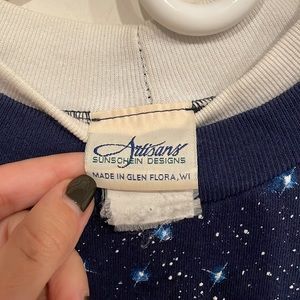 Artisans
SUNSCHEIN DESIGNS
MADE IN GLEN FLORA, WI